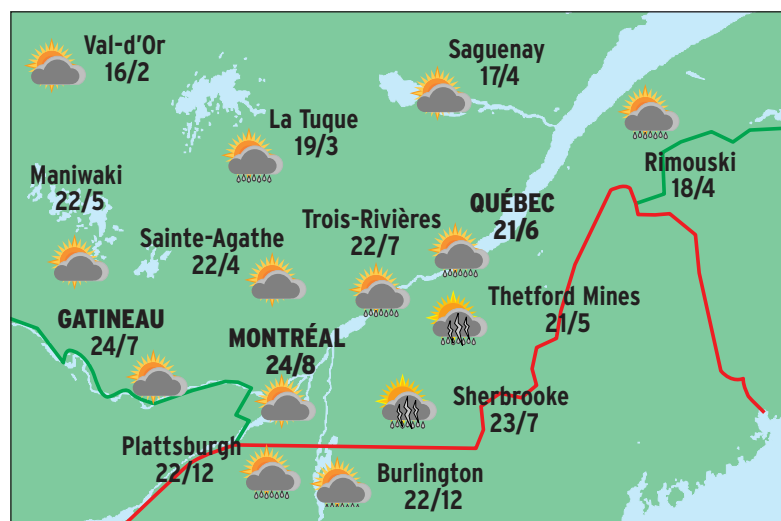 Val-d’Or
16/2
Saguenay
17/4
La Tuque
19/3
Rimouski
18/4
Maniwaki
22/5
Sainte-Agathe
22/4
Trois-Rivières
22/7
QUÉBEC
21/6
Thetford Mines
21/5
GATINEAU
24/7
MONTRÉAL
24/8
Sherbrooke
23/7
Plattsburgh
22/12
Burlington
22/12